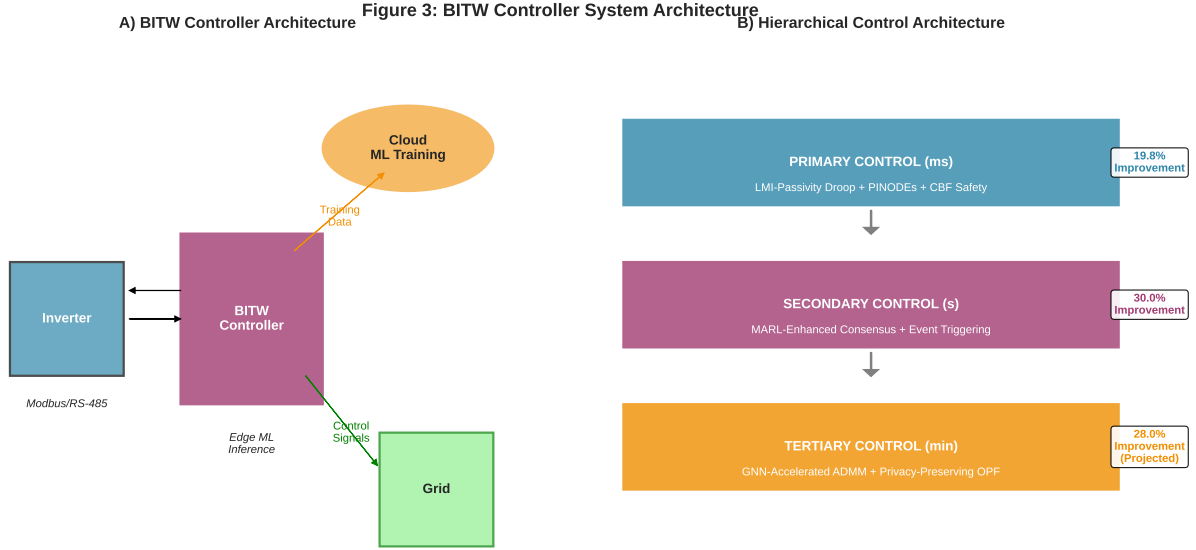 Figure 3: BITW Controller System Architecture
A) BITW Controller Architecture
Cloud
ML Training
Training
Data
Inverter
BITW
Controller
Modbus/RS-485
Edge ML
Inference
Control
Signals
Grid
B) Hierarchical Control Architecture
PRIMARY CONTROL (ms)
LMI-Passivity Droop + PINODEs + CBF Safety
19.8%
Improvement
SECONDARY CONTROL (s)
MARL-Enhanced Consensus + Event Triggering
30.0%
Improvement
TERTIARY CONTROL (min)
GNN-Accelerated ADMM + Privacy-Preserving OPF
28.0%
Improvement
(Projected)